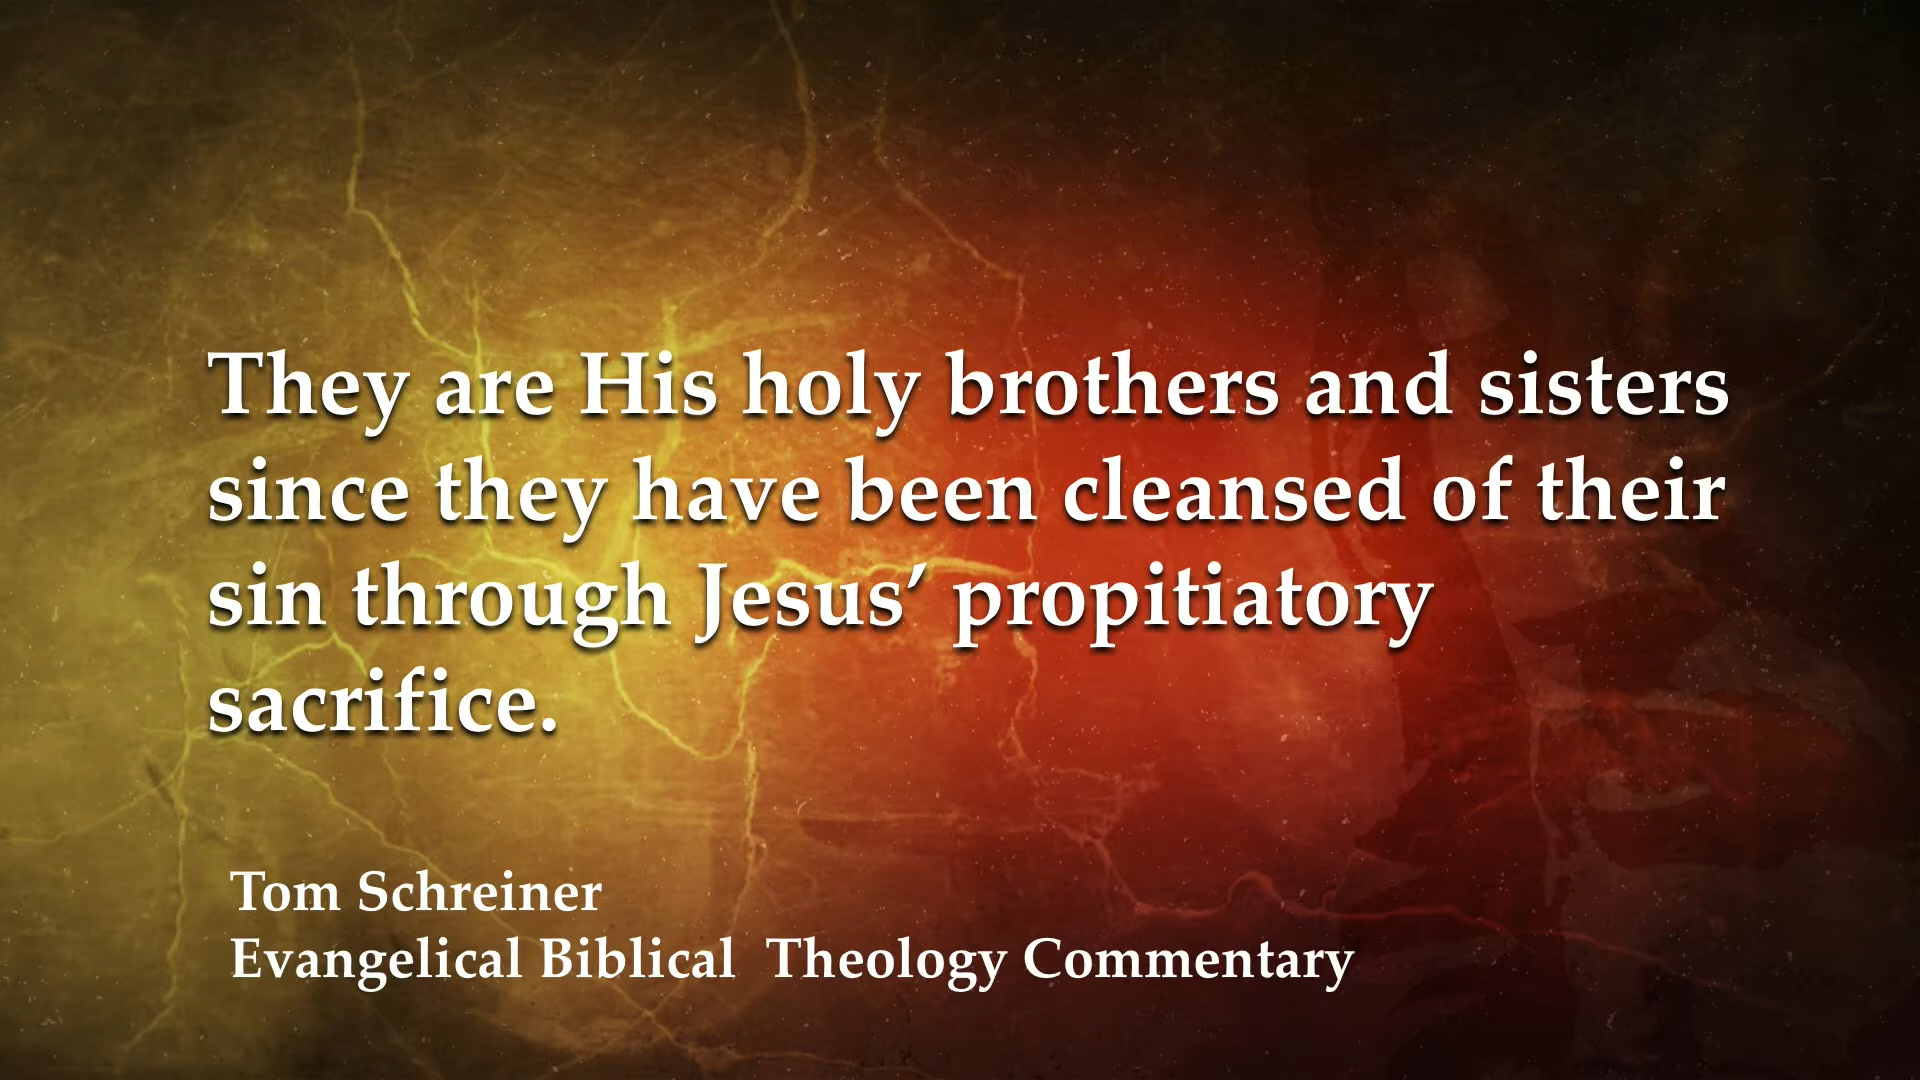 They are His holy brothers and sisters
since they have been cleansed of their
sin through Jesus’ propitiatory
sacrifice.
Tom Schreiner
Evangelical Biblical  Theology Commentary